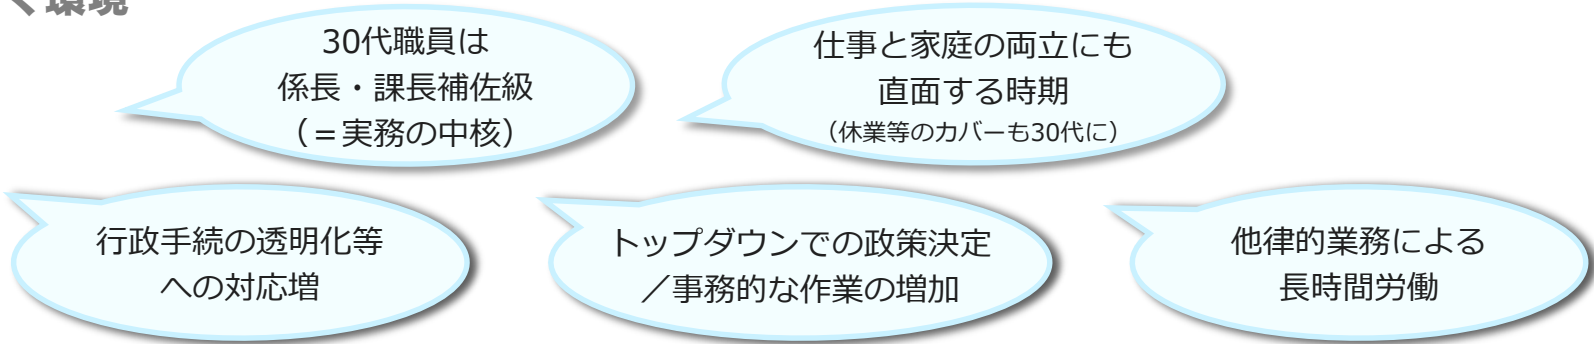 環境
30代職員は
係長・課長補佐級
（＝実務の中核）
仕事と家庭の両立にも
直面する時期
（休業等のカバーも30代に）
行政手続の透明化等
への対応増
トップダウンでの政策決定
／事務的な作業の増加
他律的業務による
長時間労働